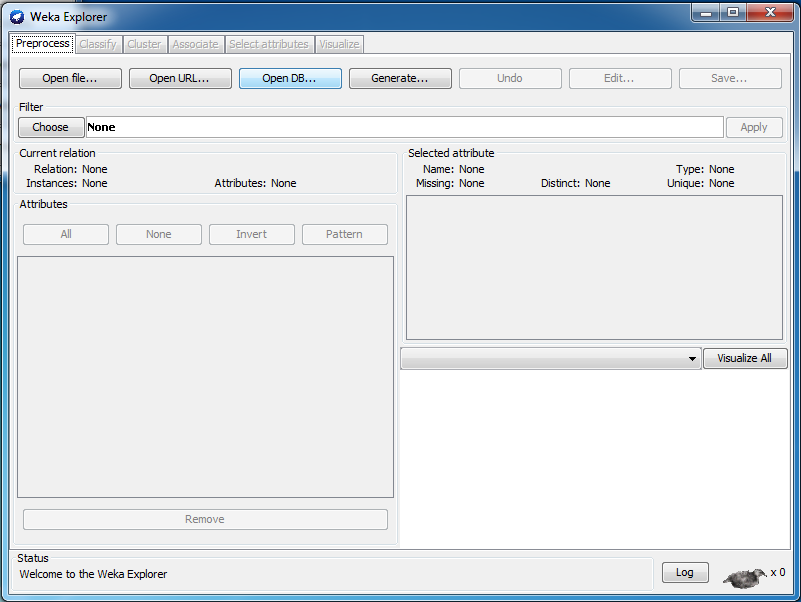 Weka Explorer
Preprocess Classify Cluster Associate Select attributes Visualize
Open file... Open URL... Open DB... Generate... Undo Edit... Save...
Filter
Choose None Apply
Current relation
Relation: None
Instances: None Attributes: None
Attributes
All None Invert Pattern
Remove
Selected attribute
Name: None Type: None
Missing: None Distinct: None Unique: None
Visualize All
Status
Welcome to the Weka Explorer
Log x 0